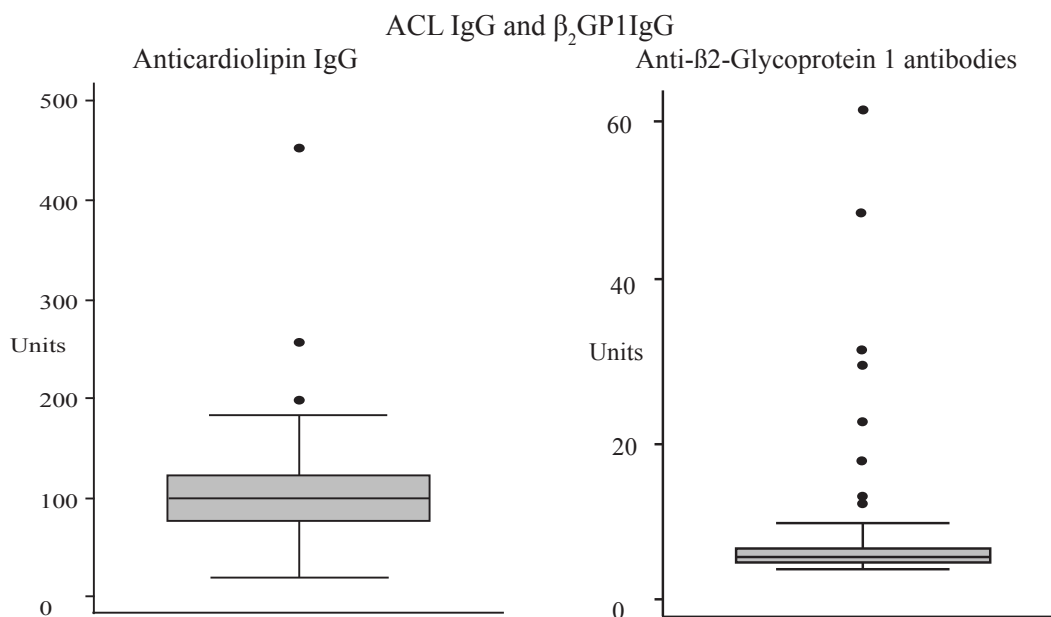 ACL IgG and β₂GP1IgG
Anticardiolipin IgG
500
400
300
Units
200
100
0
Anti-ß2-Glycoprotein 1 antibodies
60
40
Units
20
0